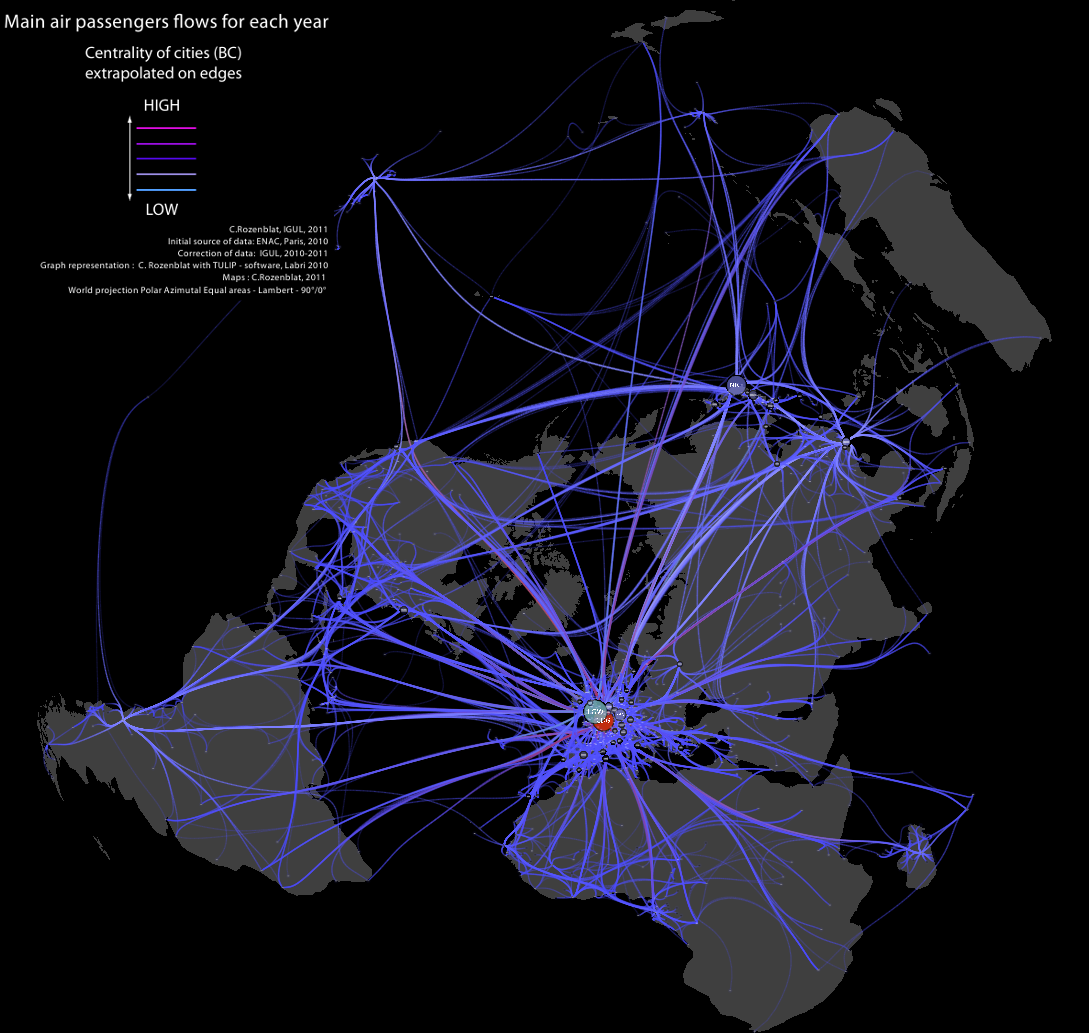 Main air passengers flows for each year
Centrality of cities (BC)
extrapolated on edges
HIGH
LOW
C.Rozenblat, IGUL, 2011
Initial source of data: ENAC, Paris, 2010
Correction of data; IGUL, 2010-2011
Graph representation : C. Rozenblat with TULIP - software, Labri 2010
Maps : C.Rozenblat, 2011
World projection Polar Azimutal Equal areas - Lambert - 90°/0°